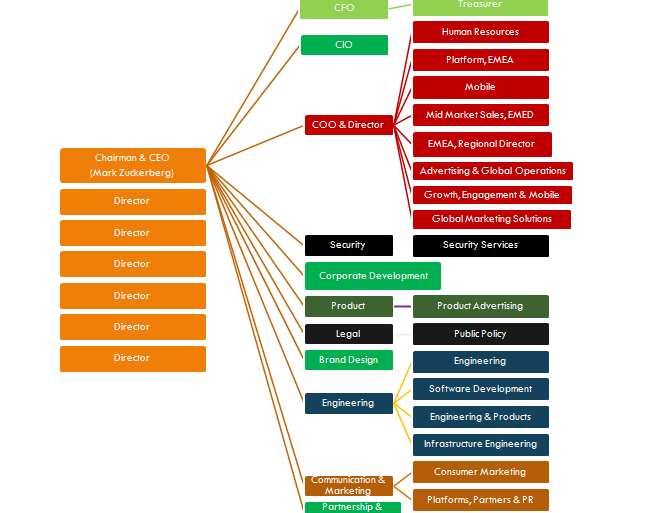 CFO
Treasurer
CIO
Human Resources
Platform, EMEA
Mobile
Mid Market Sales, EMED
COO & Director
EMEA, Regional Director
Advertising & Global Operations
Growth, Engagement & Mobile
Global Marketing Solutions
Chairman & CEO
(Mark Zuckerberg)
Director
Director
Director
Director
Director
Director
Security
Security Services
Corporate Development
Product
Product Advertising
Legal
Public Policy
Brand Design
Engineering
Engineering
Software Development
Engineering & Products
Infrastructure Engineering
Communication &
Marketing
Consumer Marketing
Platforms, Partners & PR
Partnership &